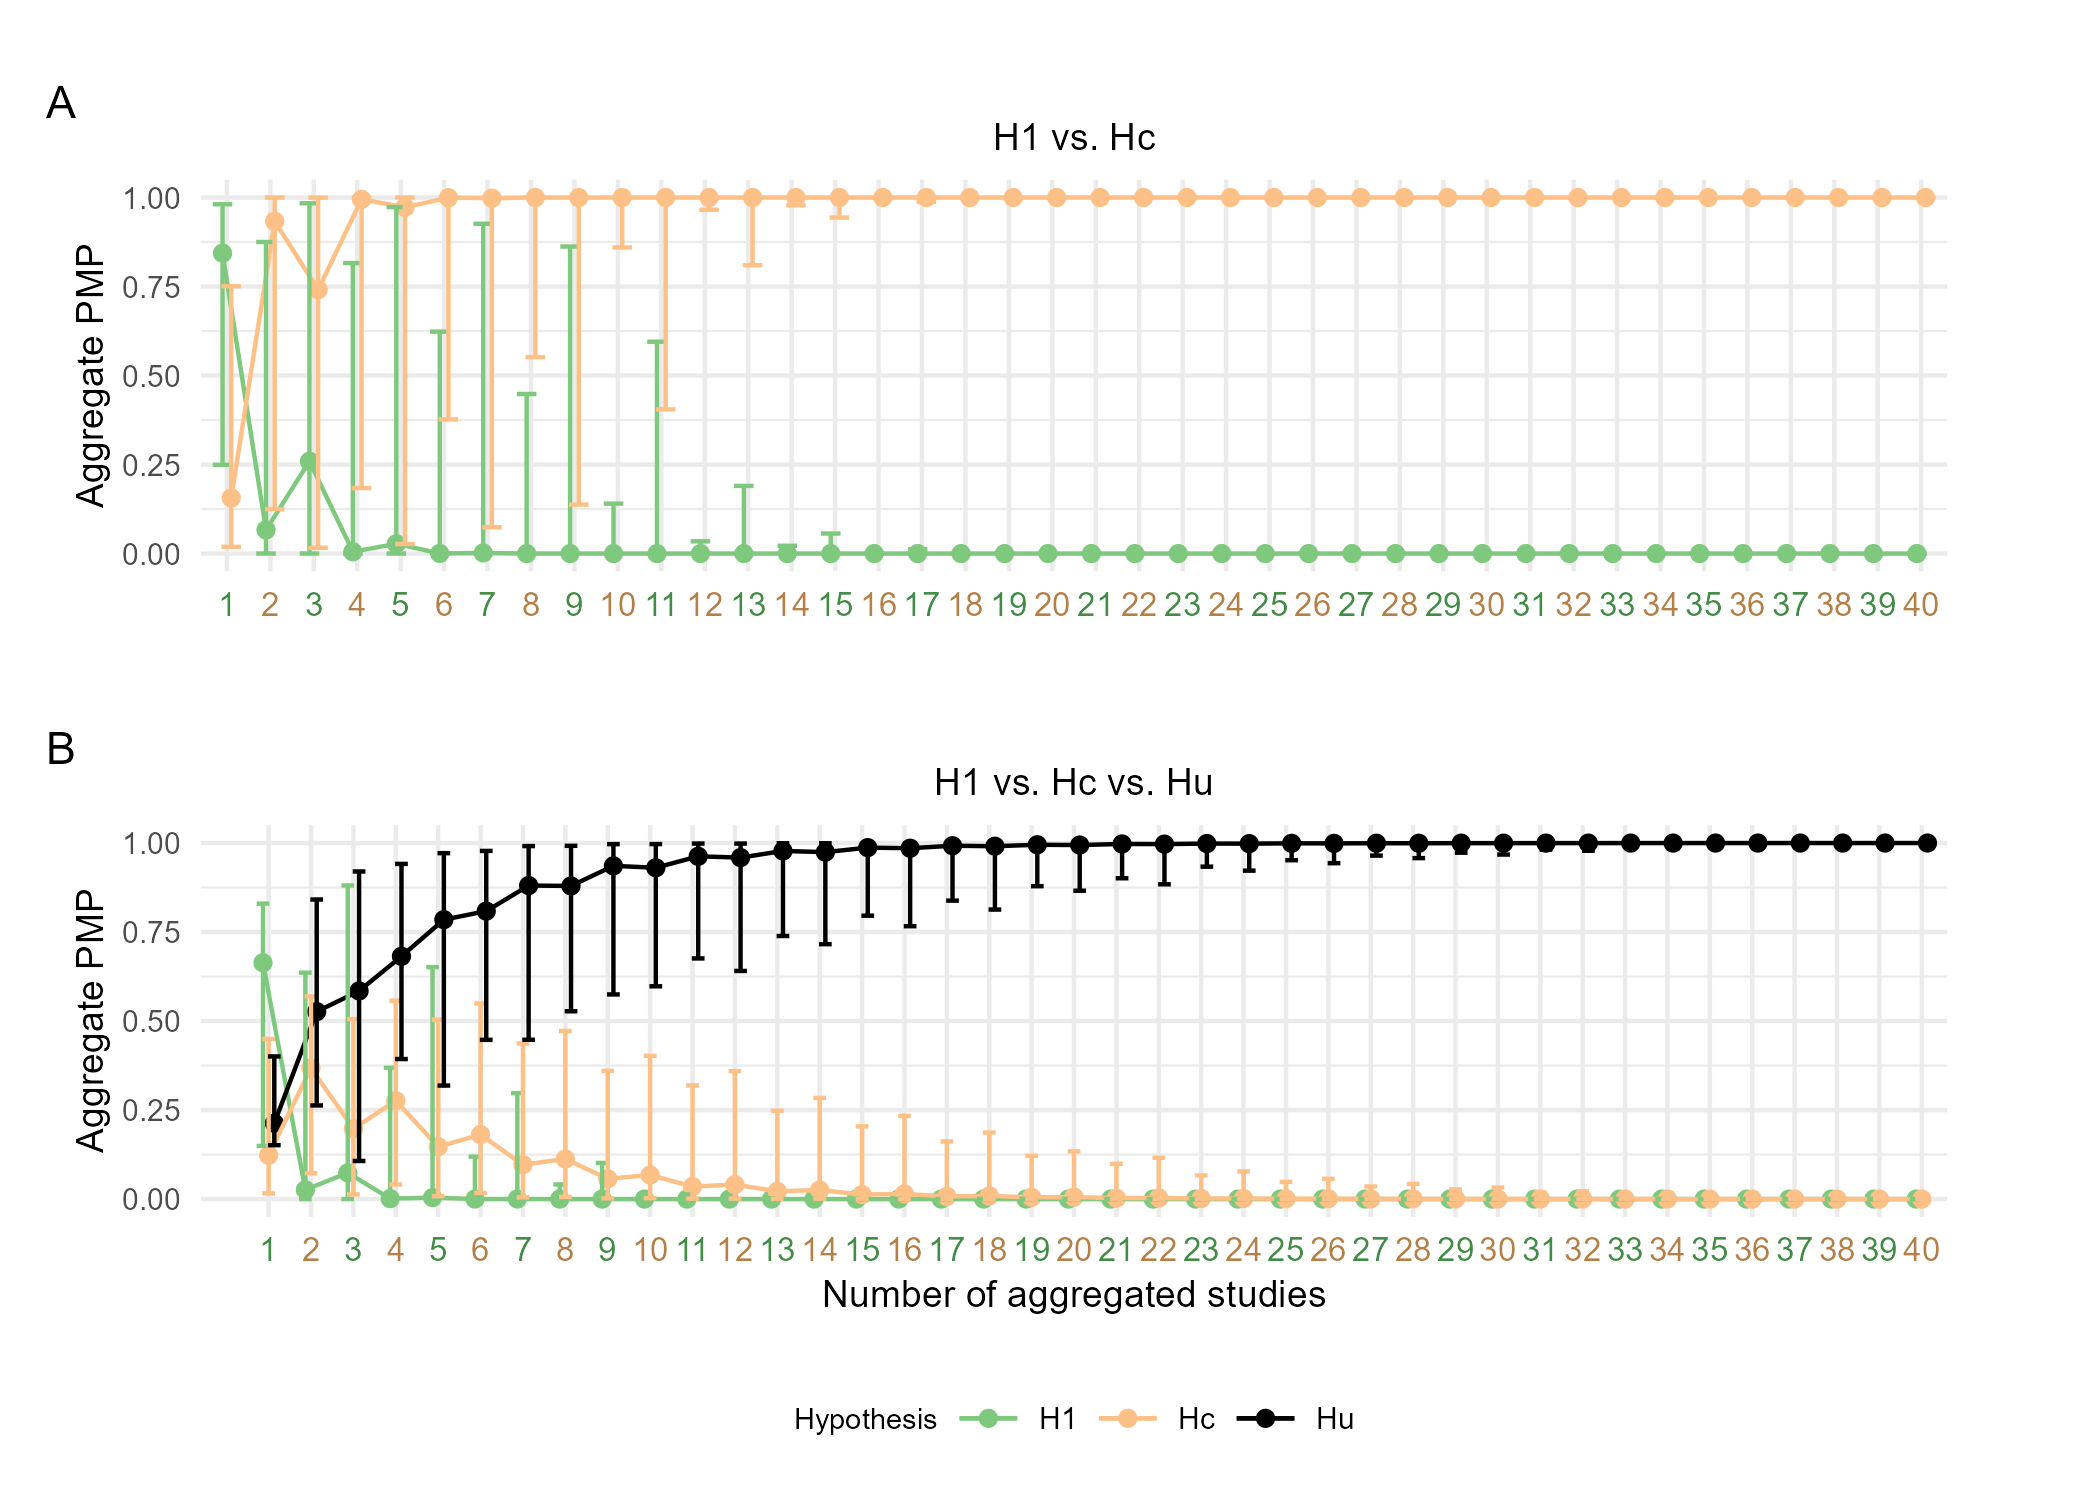 A
H1 vs. Hc
Aggregate PMP
1.00
0.75
0.50
0.25
0.00
1 2 3 4 5 6 7 8 9 10 11 12 13 14 15 16 17 18 19 20 21 22 23 24 25 26 27 28 29 30 31 32 33 34 35 36 37 38 39 40
B
H1 vs. Hc vs. Hu
Aggregate PMP
1.00
0.75
0.50
0.25
0.00
1 2 3 4 5 6 7 8 9 10 11 12 13 14 15 16 17 18 19 20 21 22 23 24 25 26 27 28 29 30 31 32 33 34 35 36 37 38 39 40
Number of aggregated studies
Hypothesis H1 Hc Hu